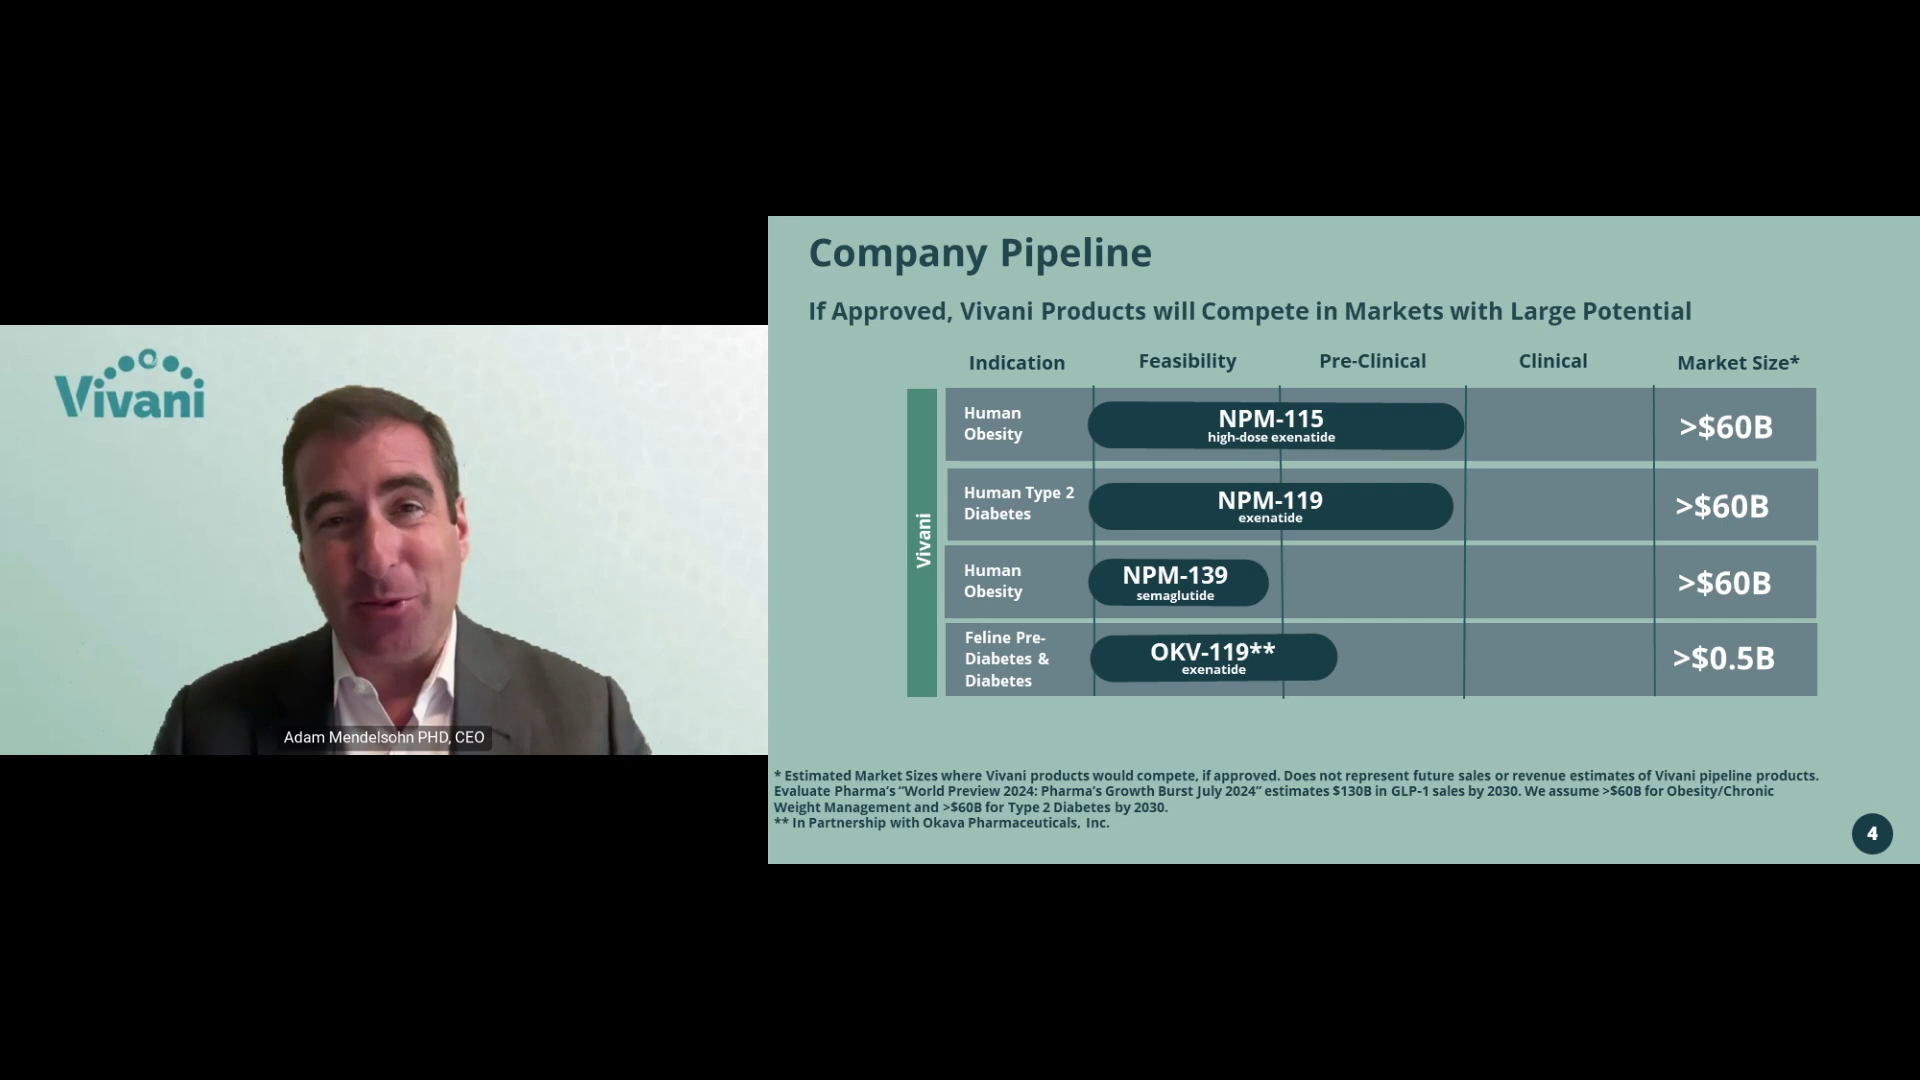 Vivani
Adam Mendelsohn PHD, CEO
Company Pipeline
If Approved, Vivani Products will Compete in Markets with Large Potential
Indication Feasibility Pre-Clinical Clinical Market Size*
Vivani
Human
Obesity
NPM-115
high-dose exenatide
>$60B
Human Type 2
Diabetes
NPM-119
exenatide
>$60B
Human
Obesity
NPM-139
semaglutide
>$60B
Feline Pre-
Diabetes &
Diabetes
OKV-119**
exenatide
>$0.5B
* Estimated Market Sizes where Vivani products would compete, if approved. Does not represent future sales or revenue estimates of Vivani pipeline products.
Evaluate Pharma's “World Preview 2024: Pharma's Growth Burst July 2024” estimates $130B in GLP-1 sales by 2030. We assume >$60B for Obesity/Chronic
Weight Management and >$60B for Type 2 Diabetes by 2030.
** In Partnership with Okava Pharmaceuticals, Inc.
4